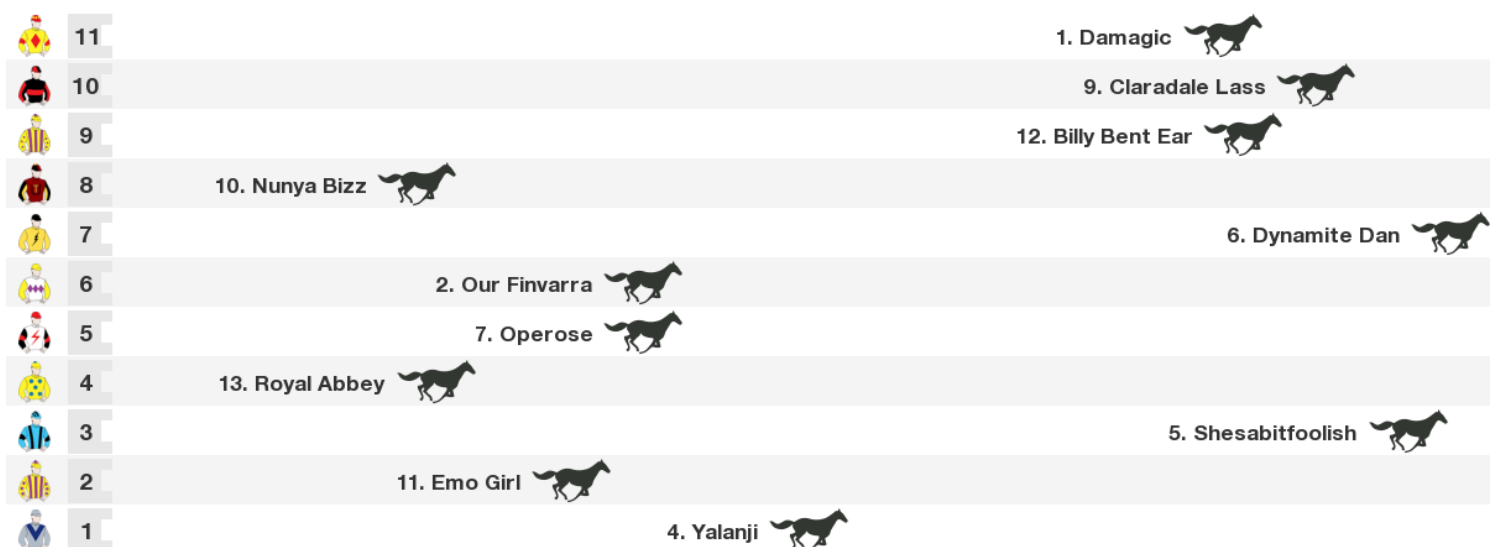 11 1. Damagic
10 9. Claradale Lass
9 12. Billy Bent Ear
8 10. Nunya Bizz
7 6. Dynamite Dan
6 2. Our Finvarra
5 7. Operose
4 13. Royal Abbey
3 5. Shesabitfoolish
2 11. Emo Girl
1 4. Yalanji